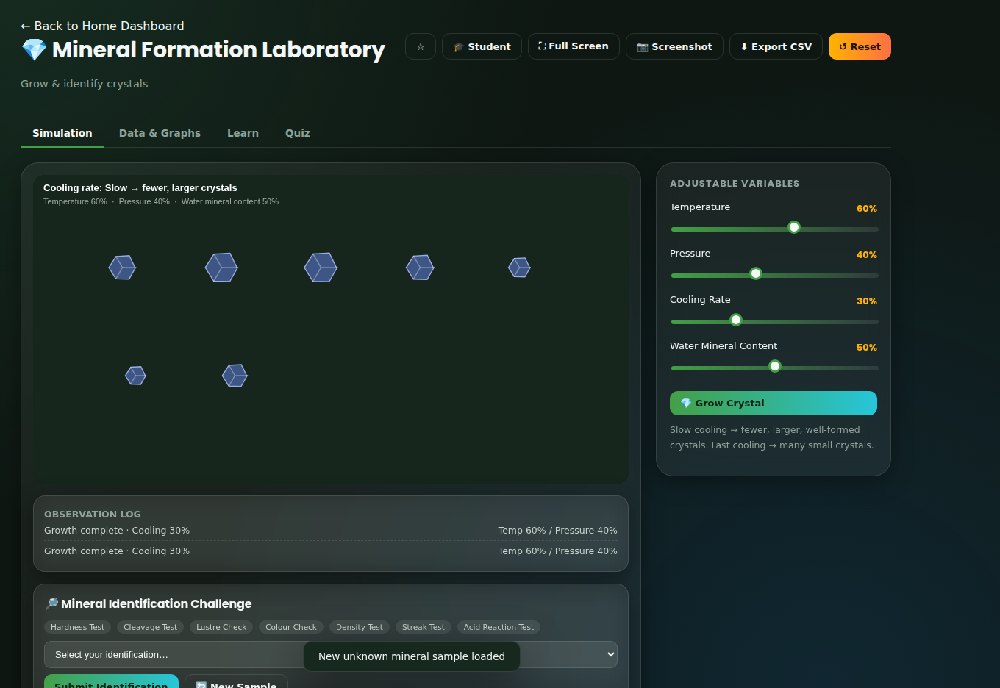 ← Back to Home Dashboard
💎 Mineral Formation Laboratory
☆
🎓 Student
⛶ Full Screen
📷 Screenshot
⬇ Export CSV
↺ Reset
Grow & identify crystals
Simulation
Data & Graphs
Learn
Quiz
Cooling rate: Slow → fewer, larger crystals
Temperature 60% · Pressure 40% · Water mineral content 50%
ADJUSTABLE VARIABLES
Temperature 60%
Pressure 40%
Cooling Rate 30%
Water Mineral Content 50%
💎 Grow Crystal
Slow cooling → fewer, larger, well-formed
crystals. Fast cooling → many small crystals.
OBSERVATION LOG
Growth complete · Cooling 30% Temp 60% / Pressure 40%
Growth complete · Cooling 30% Temp 60% / Pressure 40%
🔎 Mineral Identification Challenge
Hardness Test
Cleavage Test
Lustre Check
Colour Check
Density Test
Streak Test
Acid Reaction Test
Select your identification…
New unknown mineral sample loaded
Submit Identification
🔄 New Sample